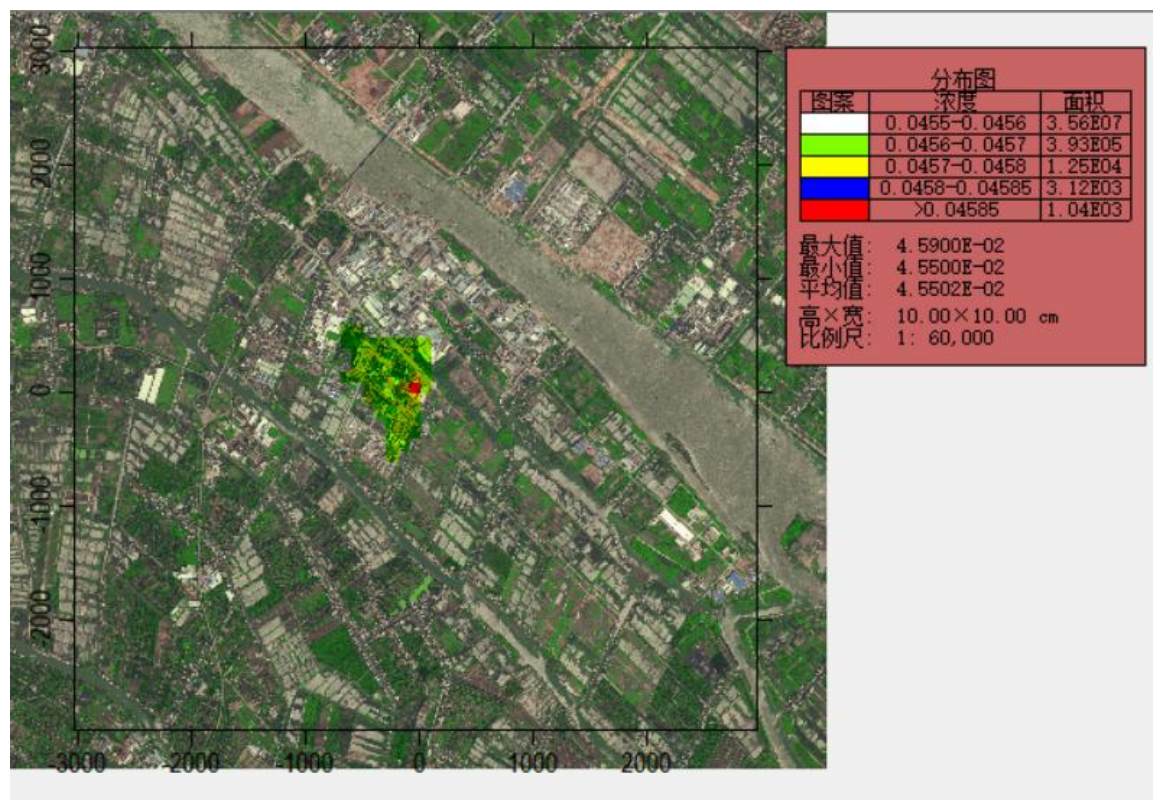 分布图
图案 浓度 面积
0.0455-0.0456 3.56E07
0.0456-0.0457 3.93E05
0.0457-0.0458 1.25E04
0.0458-0.04585 3.12E03
>0.04585 1.04E03
最大值: 4.5900E-02
最小值: 4.5500E-02
平均值: 4.5502E-02
高×宽: 10.00×10.00 cm
比例尺: 1: 60,000
3000
2000
1000
0
-1000
-2000
-3000 -2000 -1000 0 1000 2000